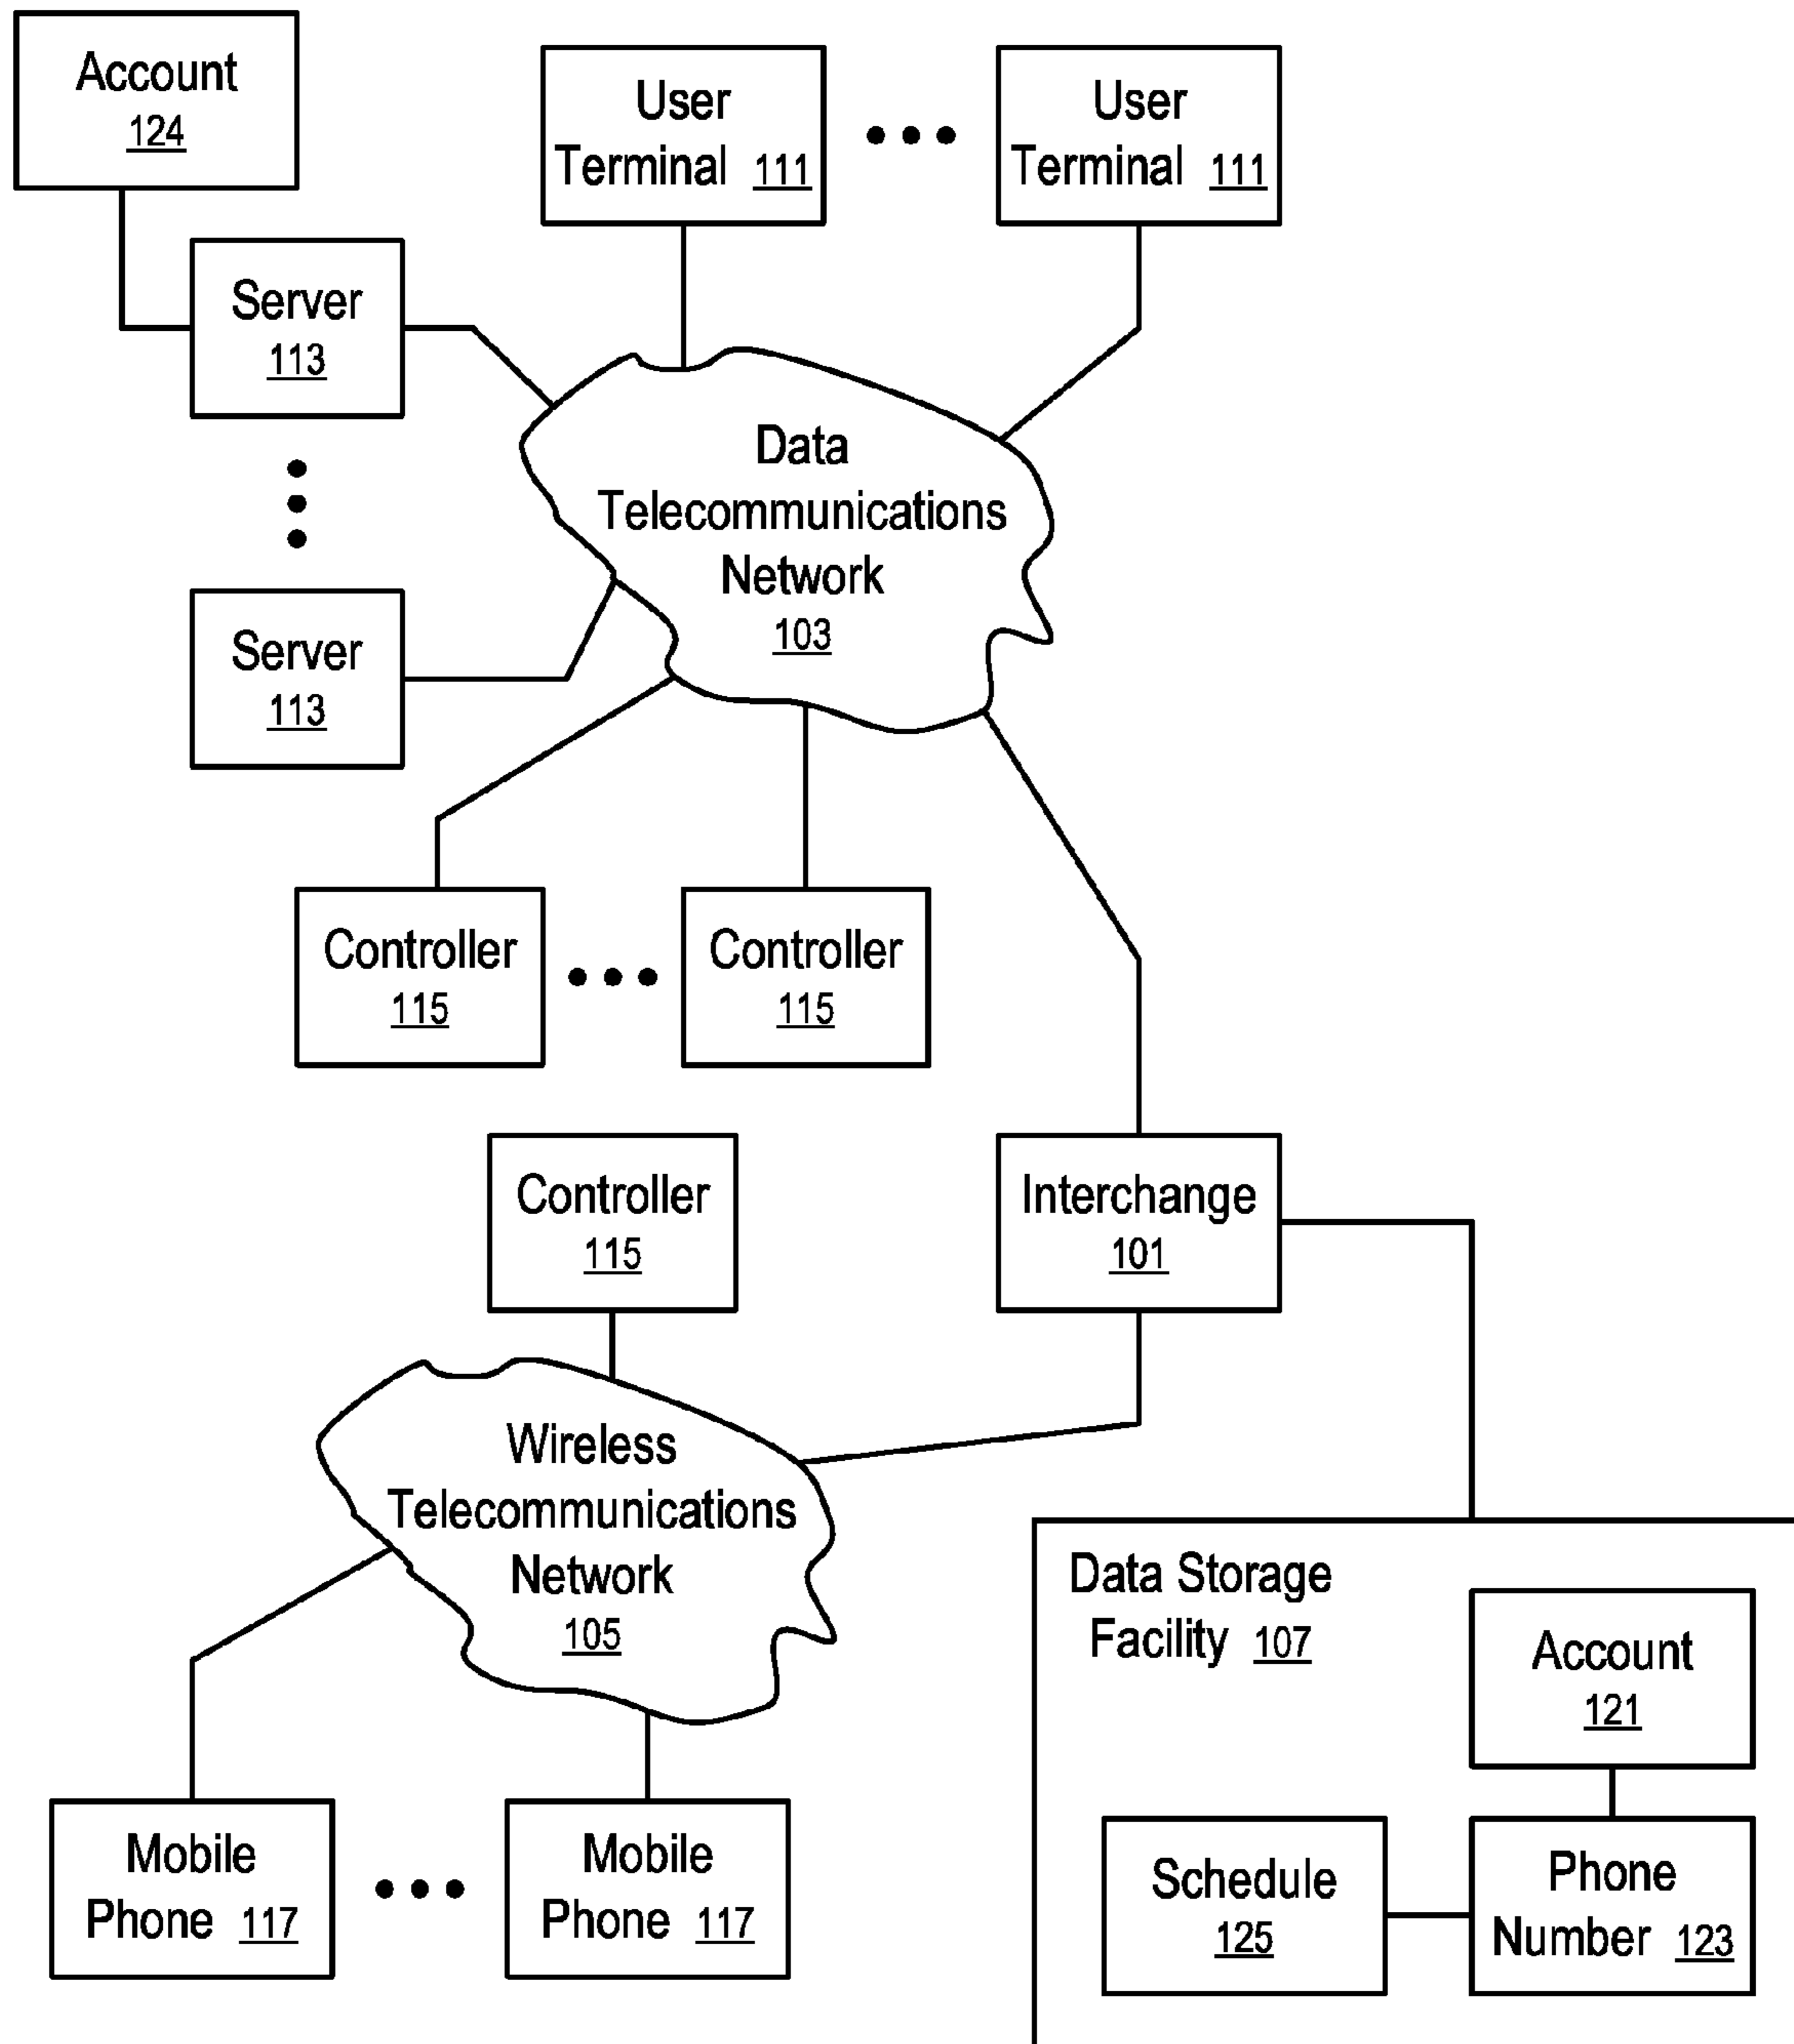 Account
124
User
Terminal 111
User
Terminal 111
Server
113
Data
Telecommunications
Network
103
Server
113
Controller
115
Controller
115
Controller
115
Interchange
101
Wireless
Telecommunications
Network
105
Data Storage
Facility 107
Account
121
Mobile
Phone 117
Mobile
Phone 117
Schedule
125
Phone
Number 123